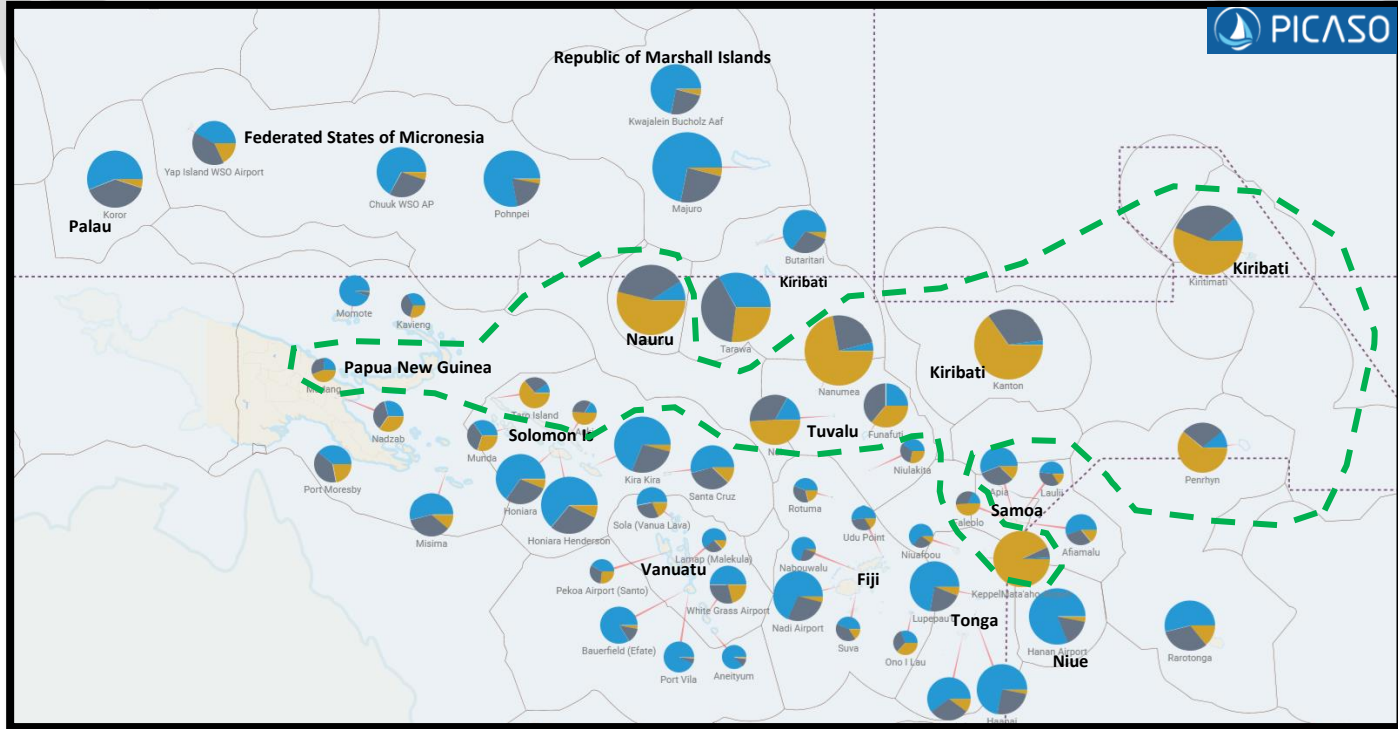 PICASO
Republic of Marshall Islands
Kwajalein Bucholz Aaf
Federated States of Micronesia
Yap Island WSO Airport
Chuuk WSO AP
Pohnpei
Majuro
Koror
Palau
Butaritari
Kiribati
Kiribati
Kiritimati
Momote
Kavieng
Nauru
Tarawa
Nanumea
Kiribati
Kanton
Papua New Guinea
Taro Island
Solomon Is
Nadzab
Munda
Tuvalu
Funafuti
Niulakita
Penrhyn
Port Moresby
Kira Kira
Santa Cruz
Honiara
Honiara Henderson
Misima
Sola (Vanua Lava)
Rotuma
Udu Point
Apia
Laulii
Samoa
Faleolo
Afiamalu
Niuafoou
Lamap (Malekula)
Nabouwalu
Vanuatu
Pekoa Airport (Santo)
White Grass Airport
Fiji
Nadi Airport
Lupepau
Tonga
Hanan Airport
Niue
Rarotonga
Bauerfield (Efate)
Suva
Ono I Lau
Port Vila
Aneityum
Haapai